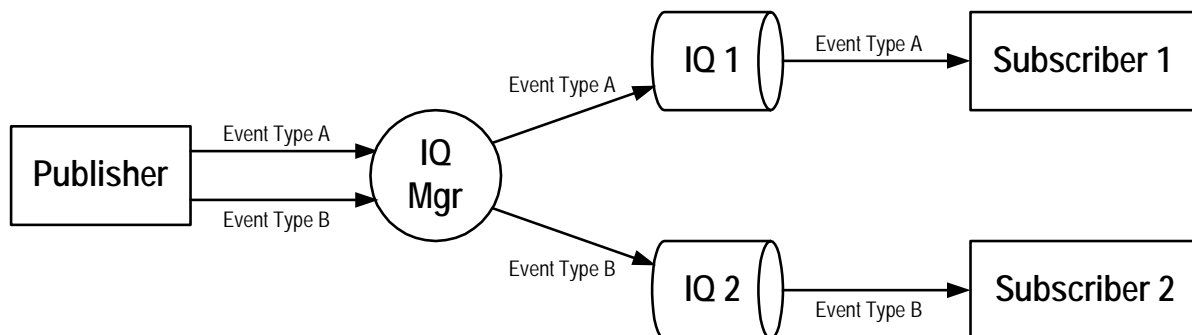 Publisher
Event Type A
Event Type B
IQ
Mgr
Event Type A
Event Type B
IQ 1
Event Type A
Subscriber 1
IQ 2
Event Type B
Subscriber 2